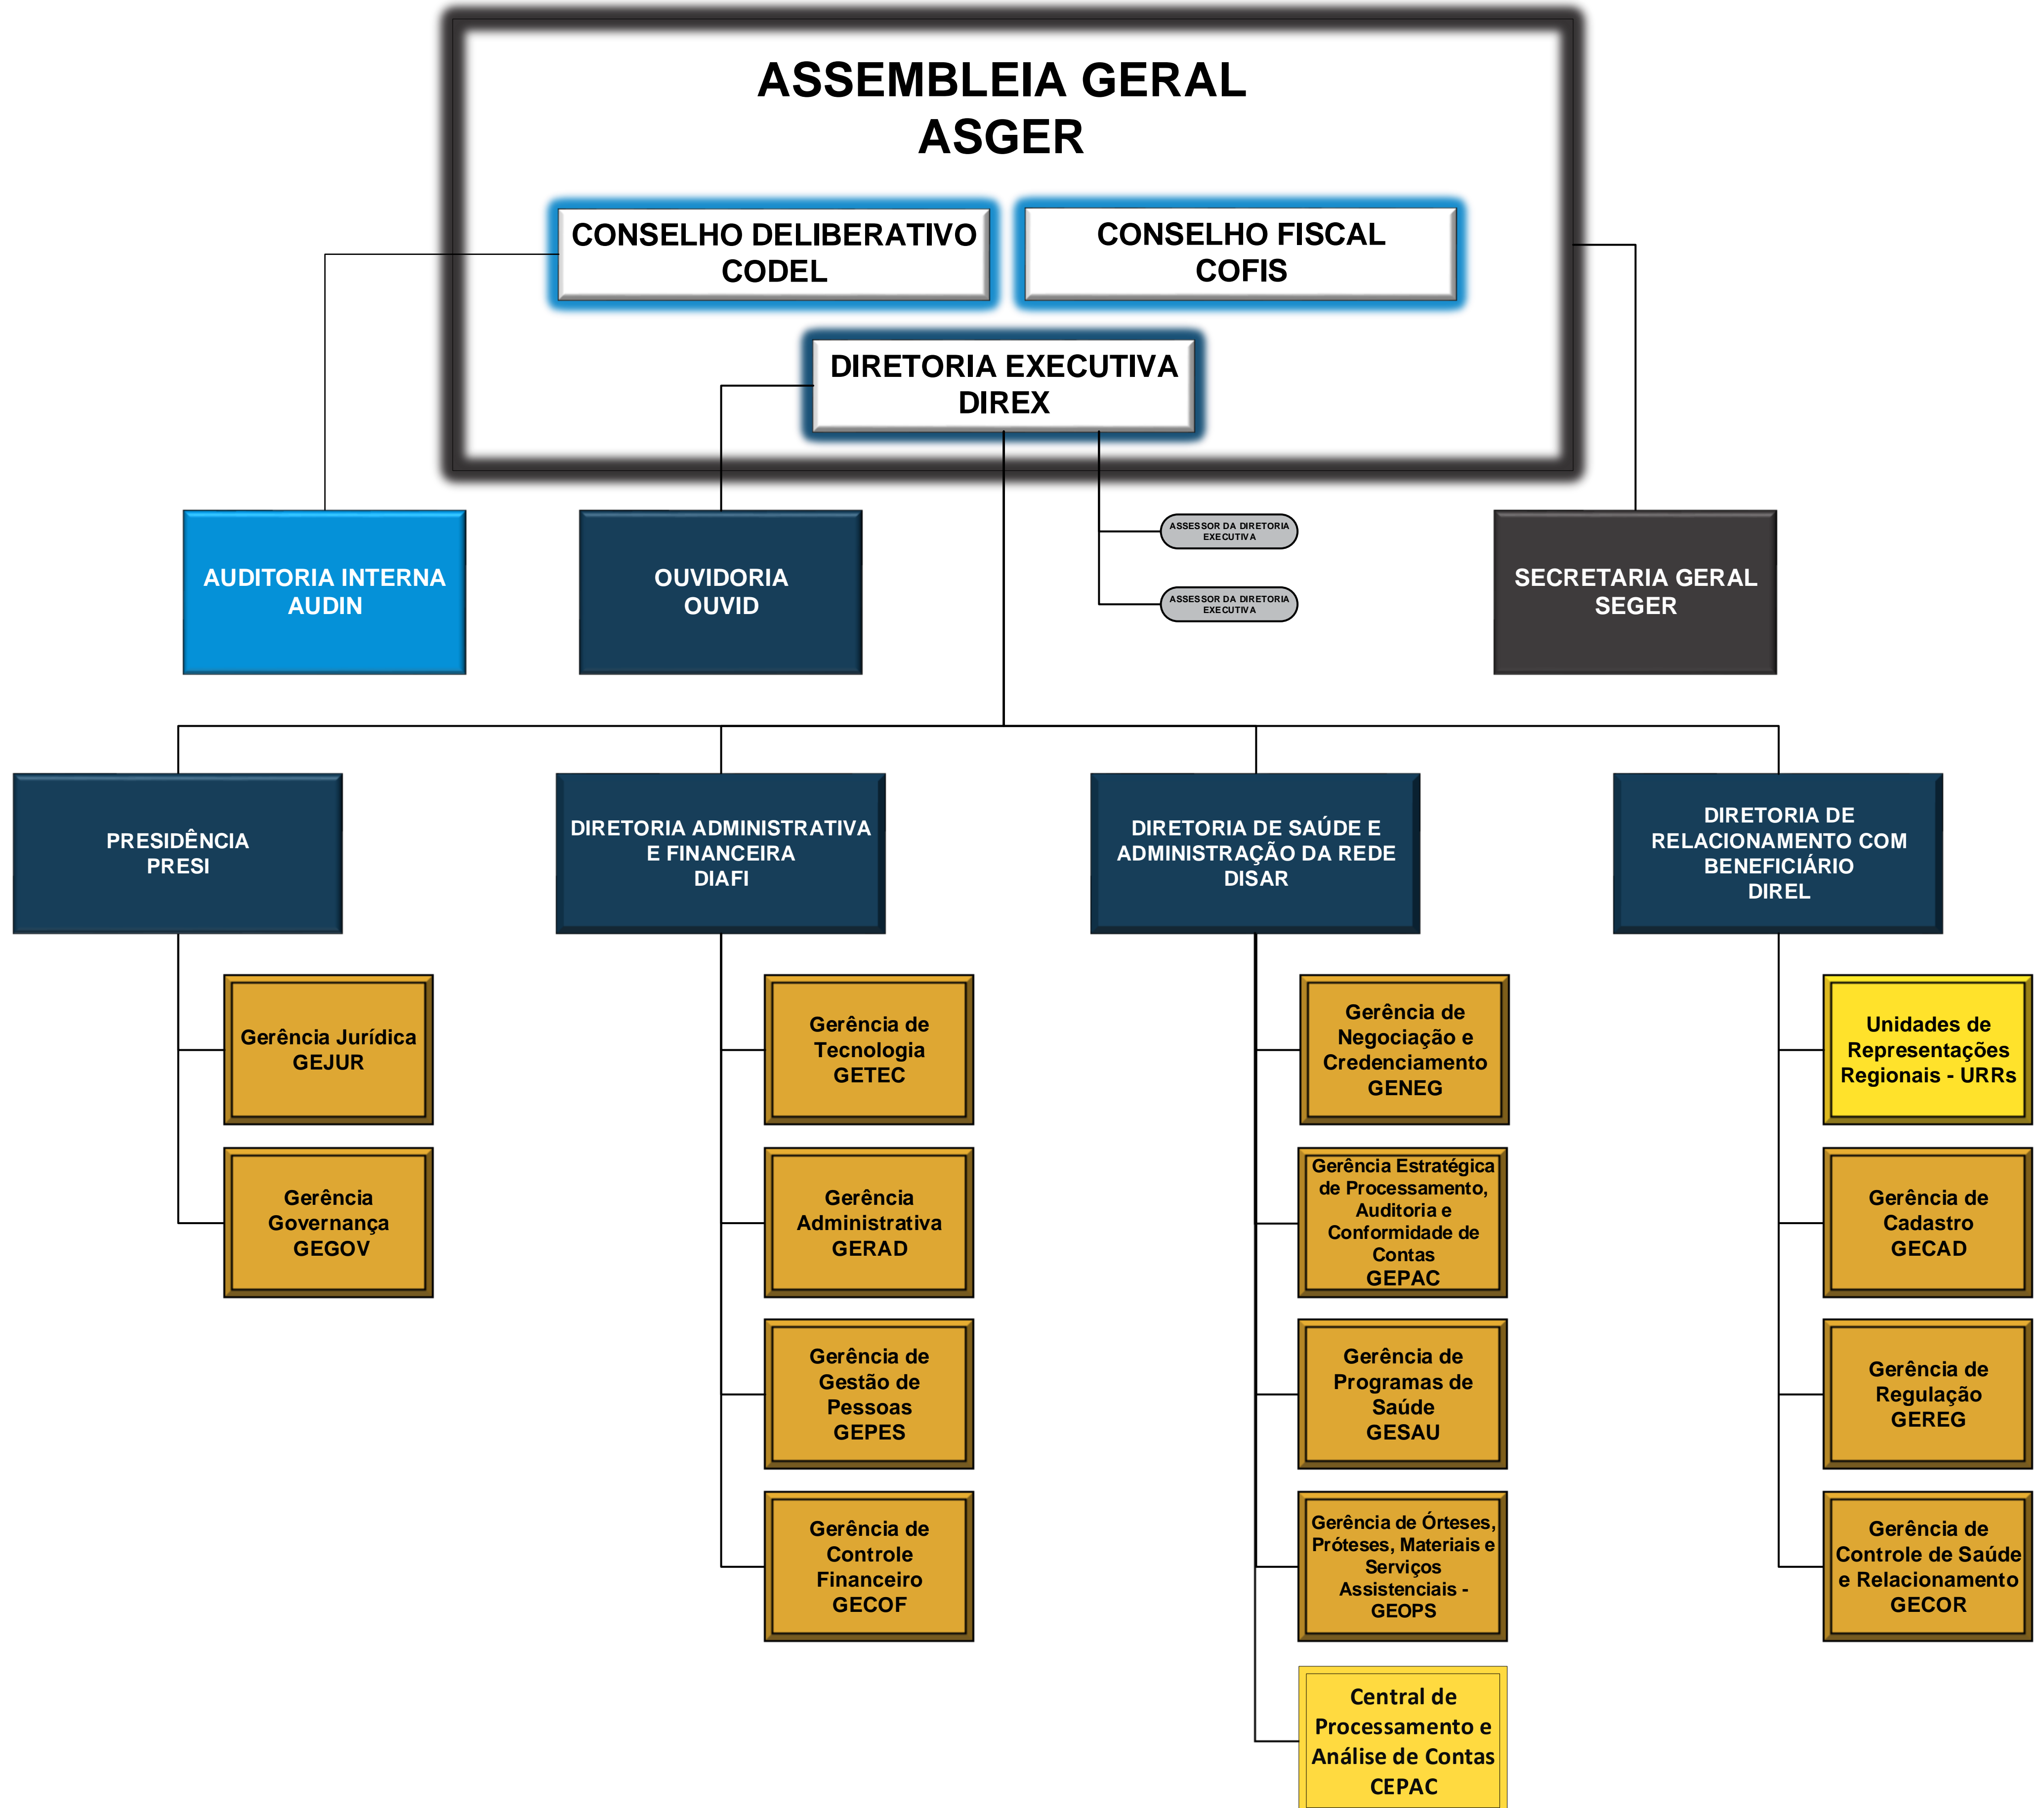 ASSEMBLEIA GERAL
ASGER
CONSELHO DELIBERATIVO
CODEL
CONSELHO FISCAL
COFIS
DIRETORIA EXECUTIVA
DIREX
AUDITORIA INTERNA
AUDIN
OUVIDORIA
OUVID
ASSESSOR DA DIRETORIA
EXECUTIVA
ASSESSOR DA DIRETORIA
EXECUTIVA
SECRETARIA GERAL
SEGER
PRESIDÊNCIA
PRESI
DIRETORIA ADMINISTRATIVA
E FINANCEIRA
DIAFI
DIRETORIA DE SAÚDE E
ADMINISTRAÇÃO DA REDE
DISAR
DIRETORIA DE
RELACIONAMENTO COM
BENEFICIÁRIO
DIREL
Gerência Jurídica
GEJUR
Gerência
Governança
GEGOV
Gerência de
Tecnologia
GETEC
Gerência
Administrativa
GERAD
Gerência de
Gestão de
Pessoas
GEPES
Gerência de
Controle
Financeiro
GECOF
Gerência de
Negociação e
Credenciamento
GENEG
Gerência Estratégica
de Processamento,
Auditoria e
Conformidade de
Contas
GEPAC
Gerência de
Programas de
Saúde
GESAU
Gerência de Órteses,
Próteses, Materiais e
Serviços
Assistenciais -
GEOPS
Central de
Processamento e
Análise de Contas
CEPAC
Unidades de
Representações
Regionais - URRs
Gerência de
Cadastro
GECAD
Gerência de
Regulação
GEREG
Gerência de
Controle de Saúde
e Relacionamento
GECOR